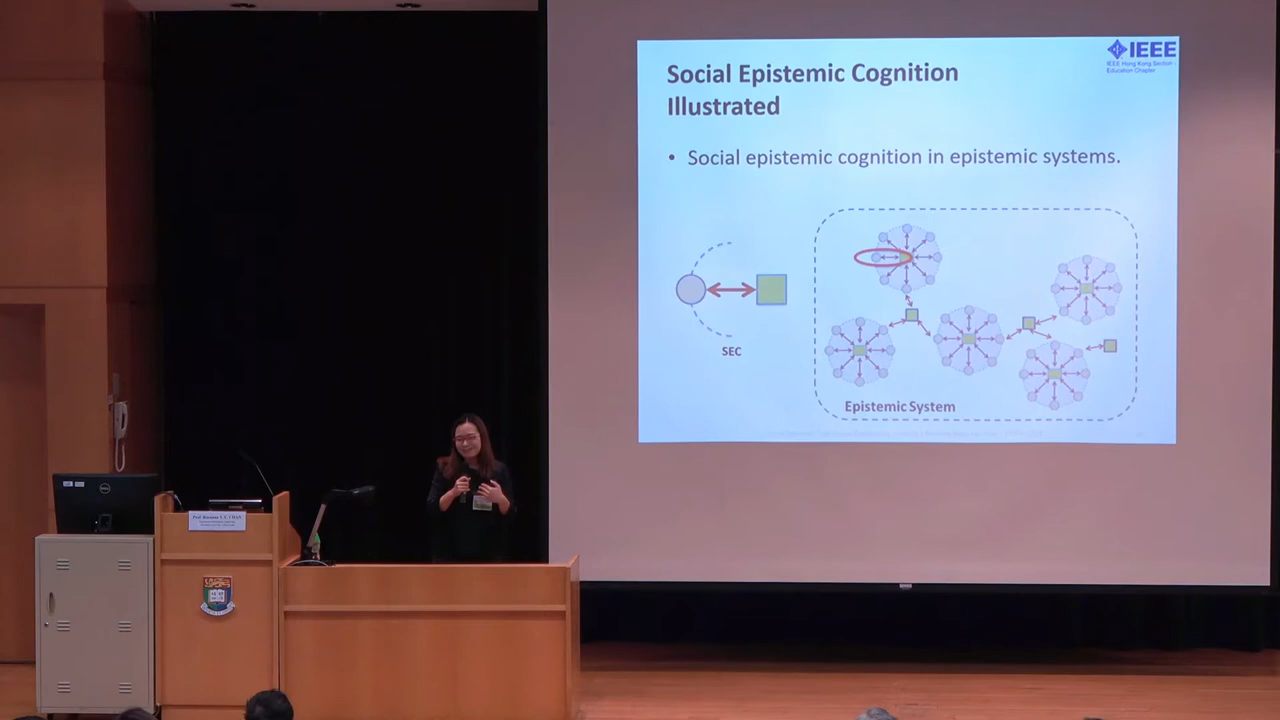 IEEE
IEEE Hong Kong Section -
Education Chapter
Social Epistemic Cognition
Illustrated
• Social epistemic cognition in epistemic systems.
SEC
Epistemic System
DELL